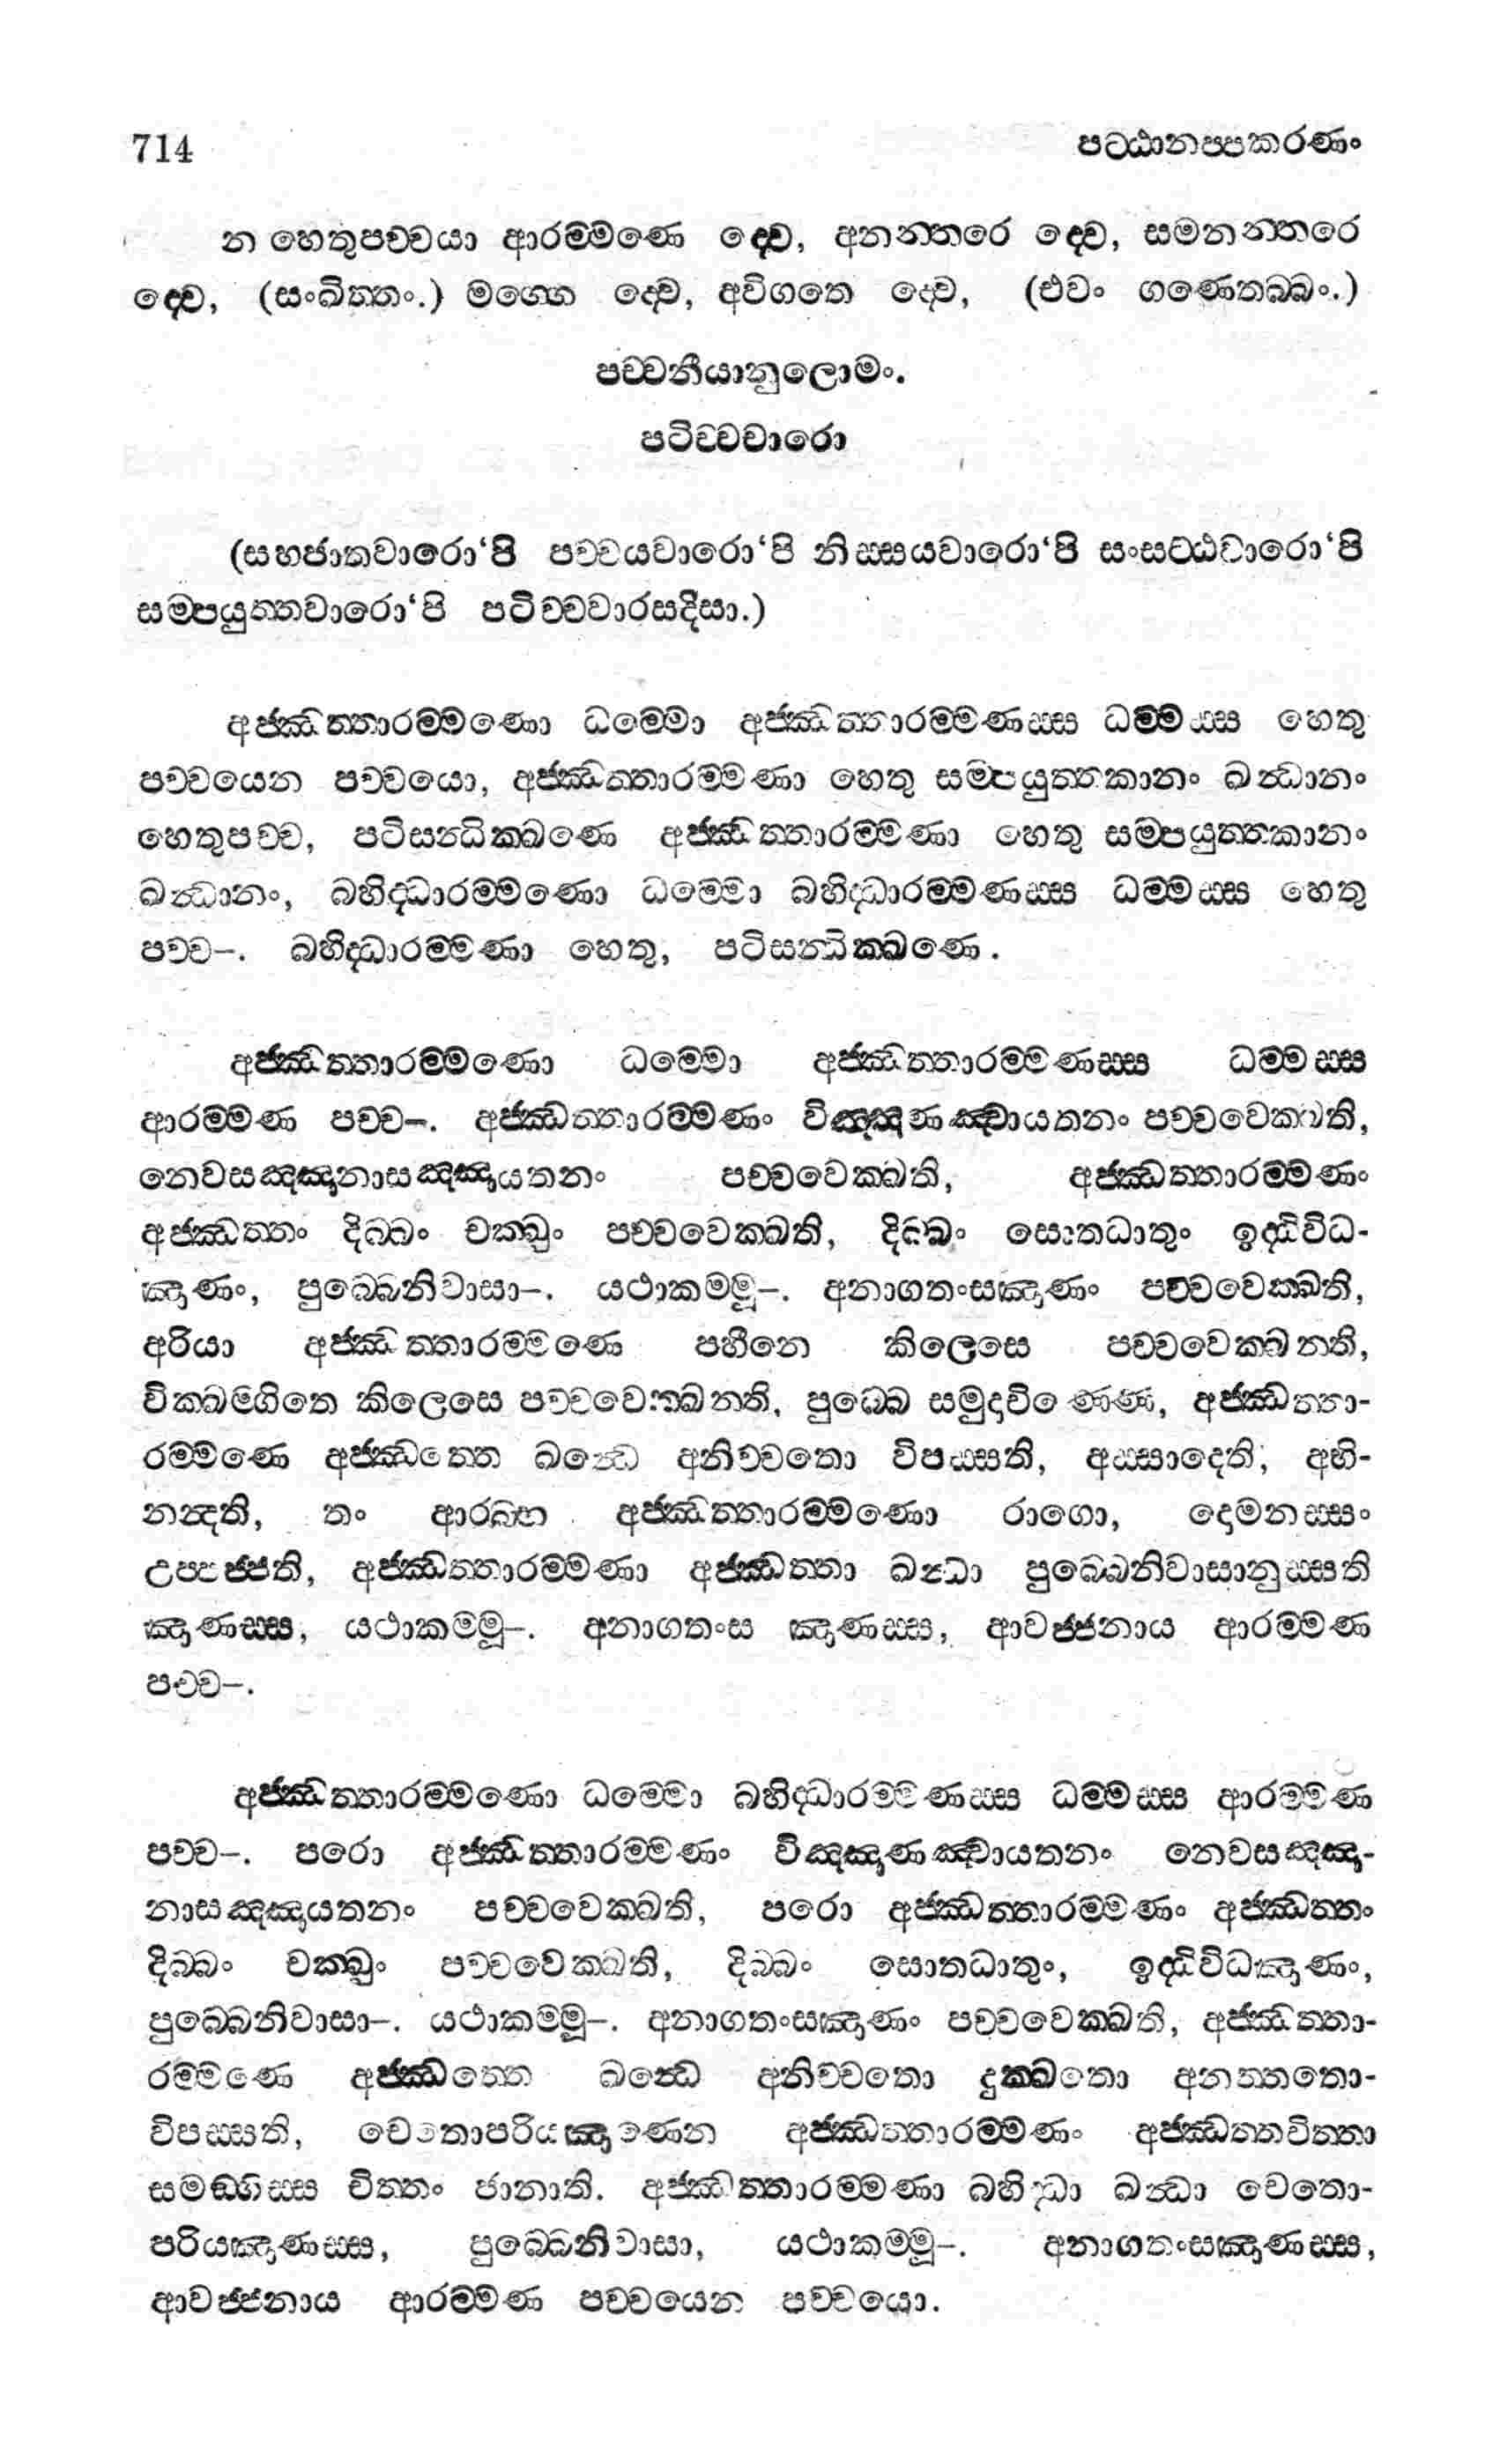 714 පට්ඨානප්පකරණං
න හෙතුපච්චයා ආරම්මණෙ ද්වෙ, අනන්තරෙ ද්වෙ, සමනන්තරෙ
ද්වෙ, (සංඛිත්තං.) මග්ගෙ ද්වෙ, අවිගතෙ ද්වෙ, (එවං ගණෙතබ්බං.)
පච්චනීයානුලොමං.
පටිච්චවාරො
(සහජාතවාරො‘පි පච්චයවාරො‘පි නිස්සයවාරො‘පි සංසට්ඨවාරො‘පි
සම්පයුත්තවාරො‘පි පටිච්චවාරසදිසා.)
අජ්ඣත්තාරම්මණො ධම්මො අජ්ඣත්තාරම්මණස්ස ධම්මස්ස හෙතු
පච්චයෙන පච්චයො, අජ්ඣත්තාරම්මණා හෙතු සම්පයුත්තකානං ඛන්ධානං
හෙතුපච්ච, පටිසන්ධික්ඛණෙ අජ්ඣත්තාරම්මණා හෙතු සම්පයුත්තකානං
ඛන්ධානං, බහිද්ධාරම්මණො ධම්මො බහිද්ධාරම්මණස්ස ධම්මස්ස හෙතු
පච්ච–. බහිද්ධාරම්මණා හෙතු, පටිසන්ධික්ඛණෙ.
අජ්ඣත්තාරම්මණො ධම්මො අජ්ඣත්තාරම්මණස්ස ධම්මස්ස
ආරම්මණ පච්ච–. අජ්ඣත්තාරම්මණං විඤ්ඤාණඤ්චායතනං පච්චවෙක්ඛති,
නෙවසඤ්ඤානාසඤ්ඤායතනං පච්චවෙක්ඛති, අජ්ඣත්තාරම්මණං
අජ්ඣත්තං දිබ්බං චක්ඛුං පච්චවෙක්ඛති, දිබ්බං සොතධාතුං ඉද්ධිවිධ-
ඤාණං, පුබ්බෙනිවාසා–. යථාකම්මූ–. අනාගතංසඤාණං පච්චවෙක්ඛති,
අරියා අජ්ඣත්තාරම්මණෙ පහීනෙ කිලෙසෙ පච්චවෙක්ඛන්ති,
වික්ඛම්භිතෙ කිලෙසෙ පච්චවෙක්ඛන්ති, පුබ්බෙ සමුදාචිණ්ණෙ, අජ්ඣත්තා-
රම්මණෙ අජ්ඣත්තෙ ඛන්ධෙ අනිච්චතො විපස්සති, අස්සාදෙති, අභි-
නන්දති, තං ආරබ්භ අජ්ඣත්තාරම්මණො රාගො, දොමනස්සං
උප්පජ්ජති, අජ්ඣත්තාරම්මණා අජ්ඣත්තා ඛන්ධා පුබ්බෙනිවාසානුස්සති
ඤාණස්ස, යථාකම්මූ–. අනාගතංස ඤාණස්ස, ආවජ්ජනාය ආරම්මණ
පච්ච–.
අජ්ඣත්තාරම්මණො ධම්මො බහිද්ධාරම්මණස්ස ධම්මස්ස ආරම්මණ
පච්ච–. පරො අජ්ඣත්තාරම්මණං විඤ්ඤාණඤ්චායතනං නෙවසඤ්ඤා-
නාසඤ්ඤායතනං පච්චවෙක්ඛති, පරො අජ්ඣත්තාරම්මණං අජ්ඣත්තං
දිබ්බං චක්ඛුං පච්චවෙක්ඛති, දිබ්බං සොතධාතුං, ඉද්ධිවිධඤාණං,
පුබ්බෙනිවාසා–. යථාකම්මූ–. අනාගතංසඤාණං පච්චවෙක්ඛති, අජ්ඣත්තා-
රම්මණෙ අජ්ඣත්තෙ ඛන්ධෙ අනිච්චතො දුක්ඛතො අනත්තතො-
විපස්සති, චෙතොපරියඤාණෙන අජ්ඣත්තාරම්මණං අජ්ඣත්තචිත්තා
සමඞ්ගිස්ස චිත්තං ජානාති. අජ්ඣත්තාරම්මණා බහිද්ධා ඛන්ධා චෙතො-
පරියඤාණස්ස, පුබ්බෙනිවාසා, යථාකම්මූ–. අනාගතංසඤාණස්ස,
ආවජ්ජනාය ආරම්මණ පච්චයෙන පච්චයො.